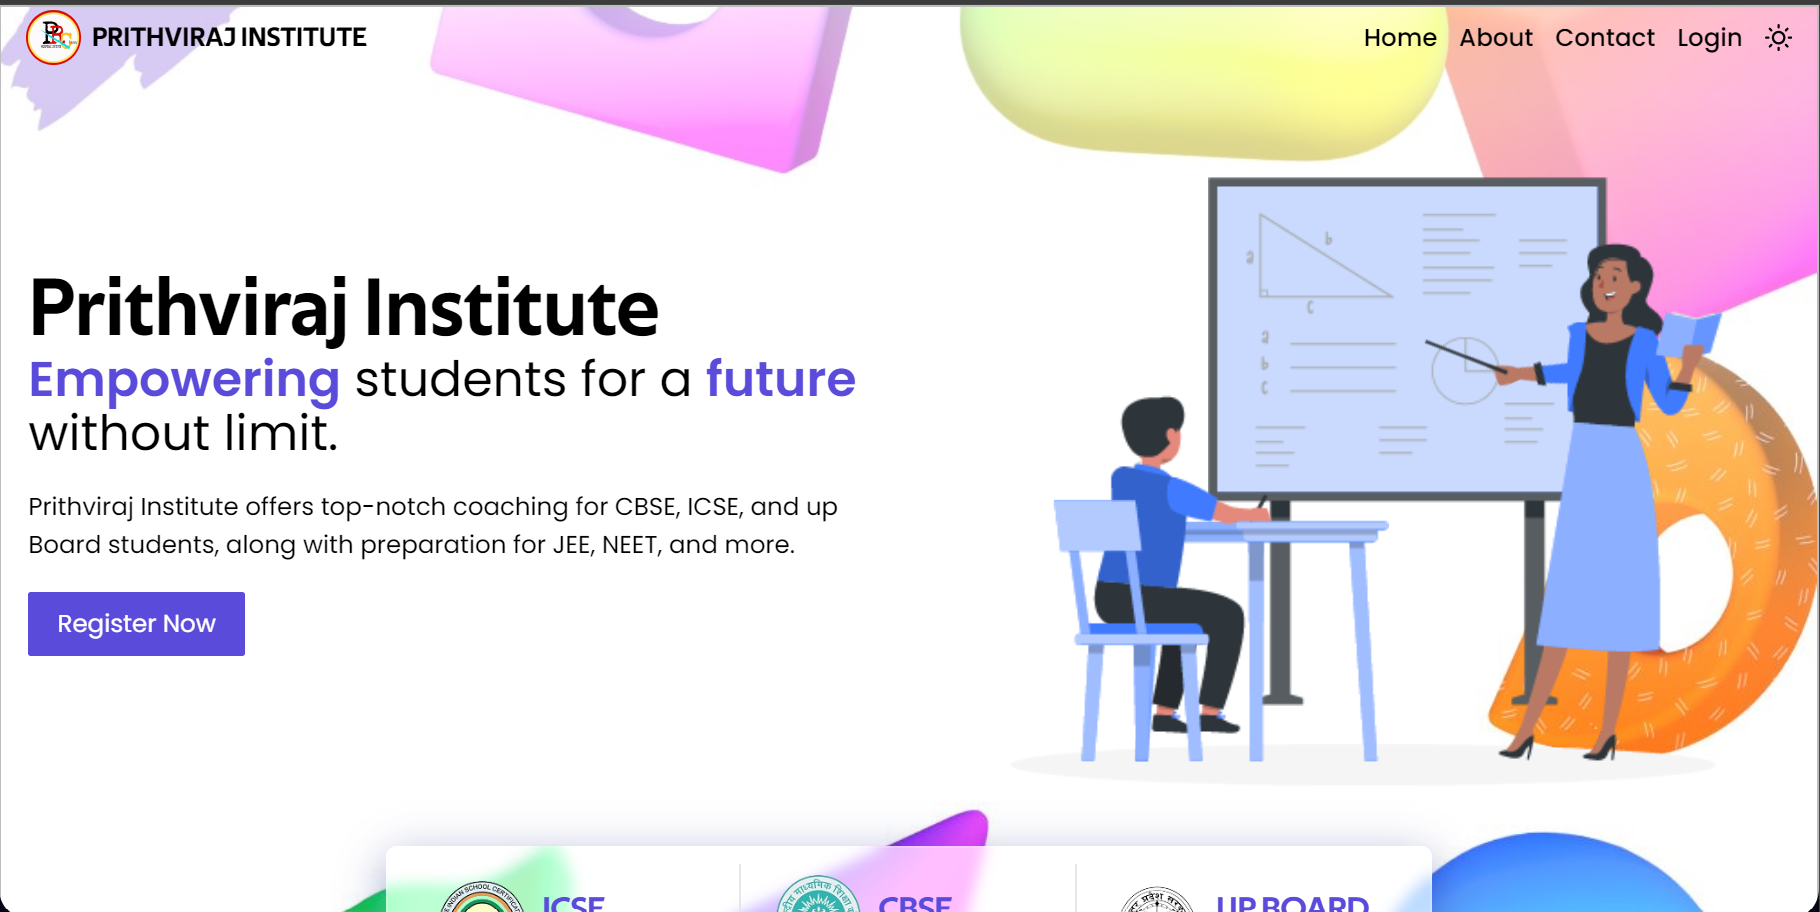 PRITHVIRAJ INSTITUTE
Home About Contact Login
Prithviraj Institute
Empowering students for a future
without limit.
Prithviraj Institute offers top-notch coaching for CBSE, ICSE, and up
Board students, along with preparation for JEE, NEET, and more.
Register Now
a
b
c
a
b
c
ICSE
CBSE
UP BOARD